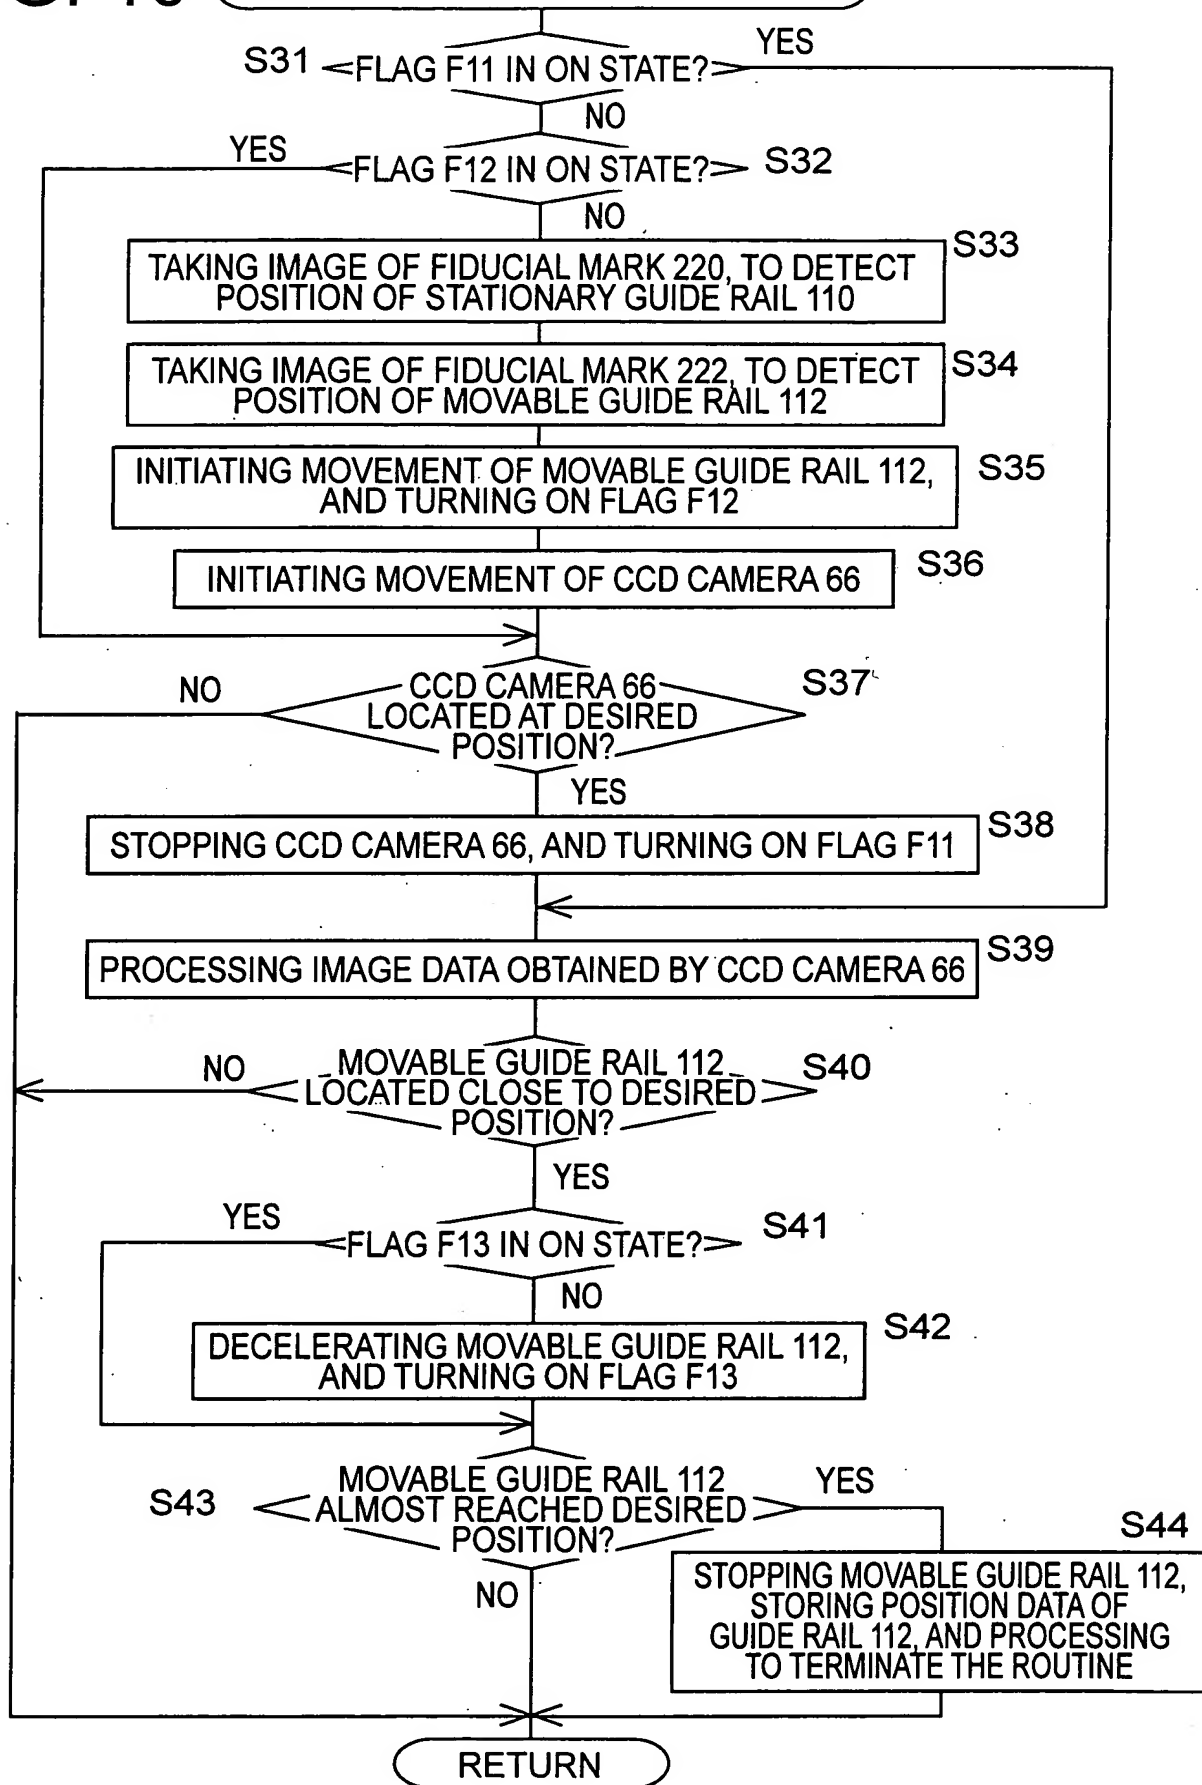 S31
FLAG F11 IN ON STATE?
YES
NO
YES
FLAG F12 IN ON STATE?
S32
NO
S33
TAKING IMAGE OF FIDUCIAL MARK 220, TO DETECT
POSITION OF STATIONARY GUIDE RAIL 110
S34
TAKING IMAGE OF FIDUCIAL MARK 222, TO DETECT
POSITION OF MOVABLE GUIDE RAIL 112
S35
INITIATING MOVEMENT OF MOVABLE GUIDE RAIL 112,
AND TURNING ON FLAG F12
S36
INITIATING MOVEMENT OF CCD CAMERA 66
NO
CCD CAMERA 66
LOCATED AT DESIRED
POSITION?
S37
YES
S38
STOPPING CCD CAMERA 66, AND TURNING ON FLAG F11
S39
PROCESSING IMAGE DATA OBTAINED BY CCD CAMERA 66
NO
MOVABLE GUIDE RAIL 112
LOCATED CLOSE TO DESIRED
POSITION?
S40
YES
YES
FLAG F13 IN ON STATE?
S41
NO
S42
DECELERATING MOVABLE GUIDE RAIL 112,
AND TURNING ON FLAG F13
S43
MOVABLE GUIDE RAIL 112
ALMOST REACHED DESIRED
POSITION?
YES
NO
S44
STOPPING MOVABLE GUIDE RAIL 112,
STORING POSITION DATA OF
GUIDE RAIL 112, AND PROCESSING
TO TERMINATE THE ROUTINE
RETURN